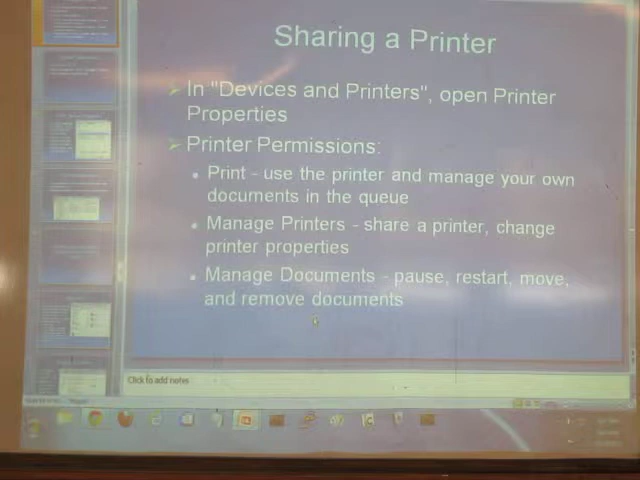 Sharing a Printer
In "Devices and Printers", open Printer
Properties
Printer Permissions:
Print - use the printer and manage your own
documents in the queue
Manage Printers - share a printer, change
printer properties
Manage Documents - pause, restart, move,
and remove documents
Click to add notes